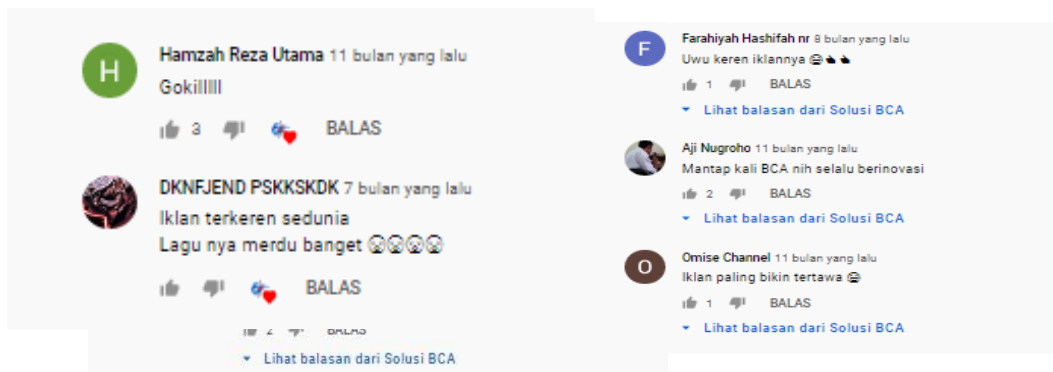 H
Hamzah Reza Utama 11 bulan yang lalu
Gokillllll
3 BALAS
DKNFJEND PSKKSKDK 7 bulan yang lalu
Iklan terkeren sedunia
Lagu nya merdu banget 😭😭😭😭
BALAS
2 BALAS
Lihat balasan dari Solusi BCA
F
Farahiyah Hashifah nr 8 bulan yang lalu
Uwu keren iklannya 😂👍👍
1 BALAS
Lihat balasan dari Solusi BCA
Aji Nugroho 11 bulan yang lalu
Mantap kali BCA nih selalu berinovasi
2 BALAS
Lihat balasan dari Solusi BCA
O
Omise Channel 11 bulan yang lalu
Iklan paling bikin tertawa 😂
1 BALAS
Lihat balasan dari Solusi BCA